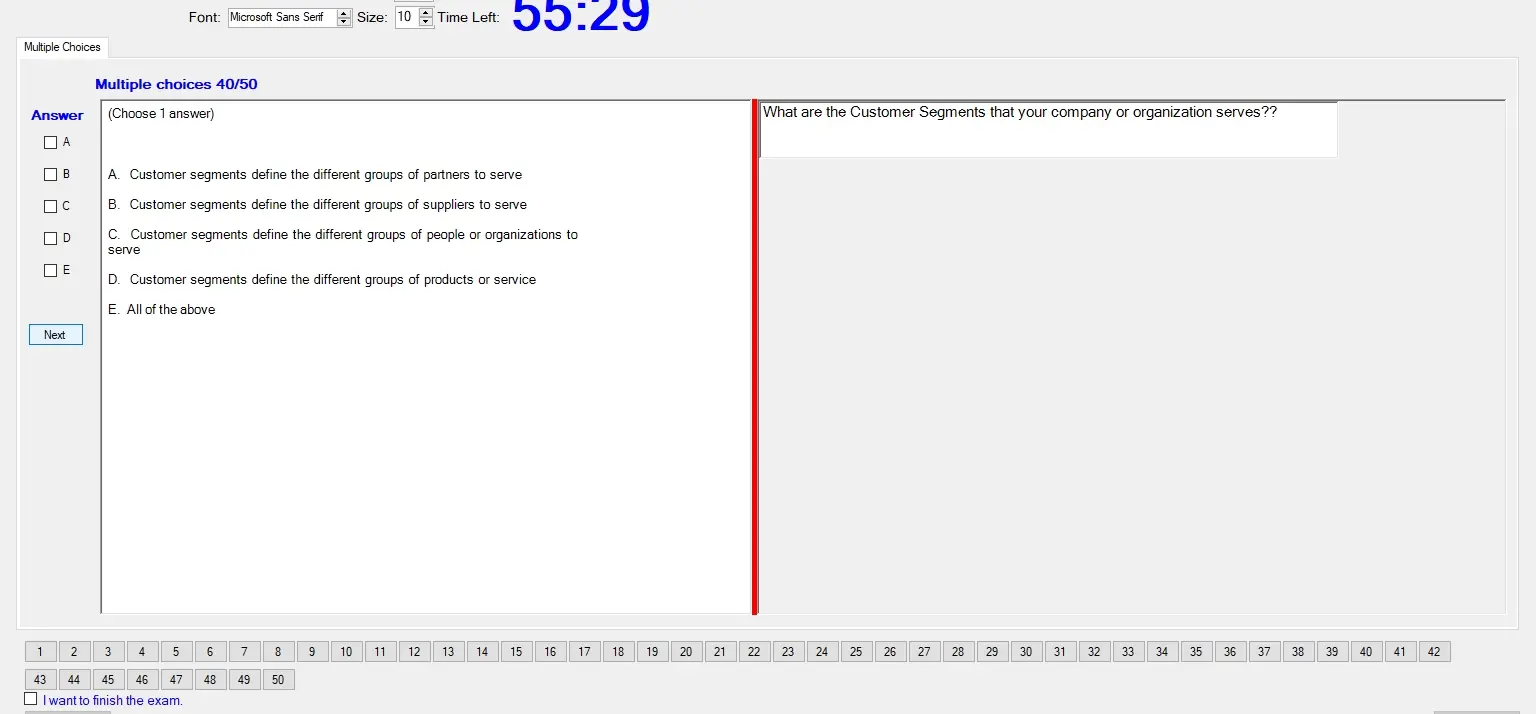 Font: Microsoft Sans Serif Size: 10 Time Left: 55:29
Multiple Choices
Multiple choices 40/50
Answer
A
B
C
D
E
Next
(Choose 1 answer)
A. Customer segments define the different groups of partners to serve
B. Customer segments define the different groups of suppliers to serve
C. Customer segments define the different groups of people or organizations to
serve
D. Customer segments define the different groups of products or service
E. All of the above
What are the Customer Segments that your company or organization serves??
1 2 3 4 5 6 7 8 9 10 11 12 13 14 15 16 17 18 19 20 21 22 23 24 25 26 27 28 29 30 31 32 33 34 35 36 37 38 39 40 41 42
43 44 45 46 47 48 49 50
I want to finish the exam.